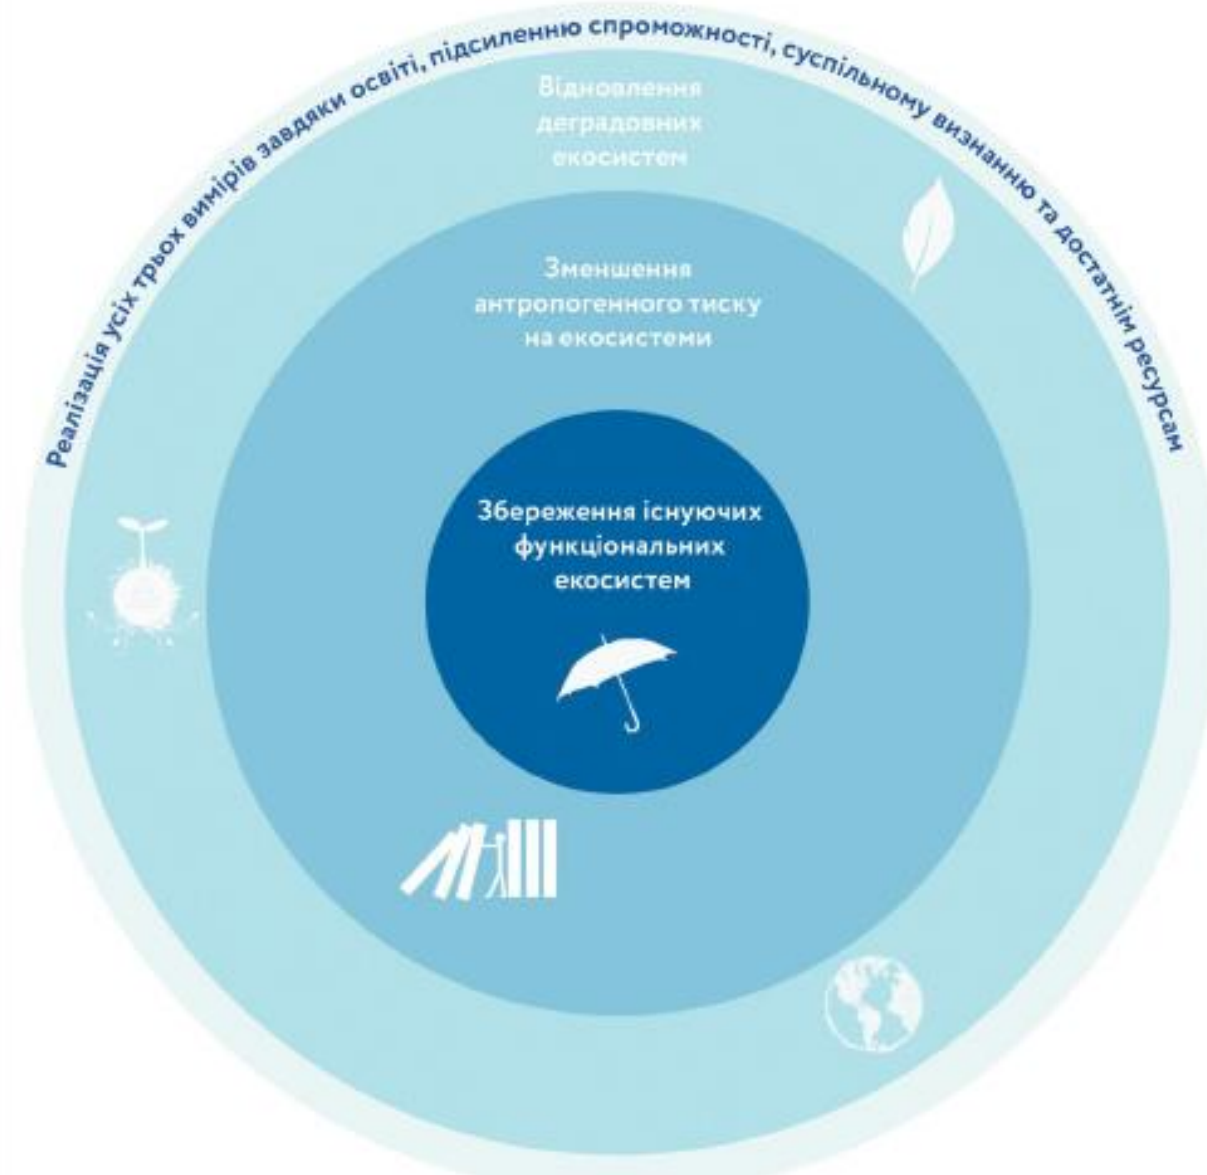 Реалізація усіх трьох вимірів завдяки освіті, підсиленню спроможності, суспільному визнанню та достатнім ресурсам
Відновлення
деградовних
екосистем
Зменшення
антропогенного тиску
на екосистеми
Збереження існуючих
функціональних
екосистем